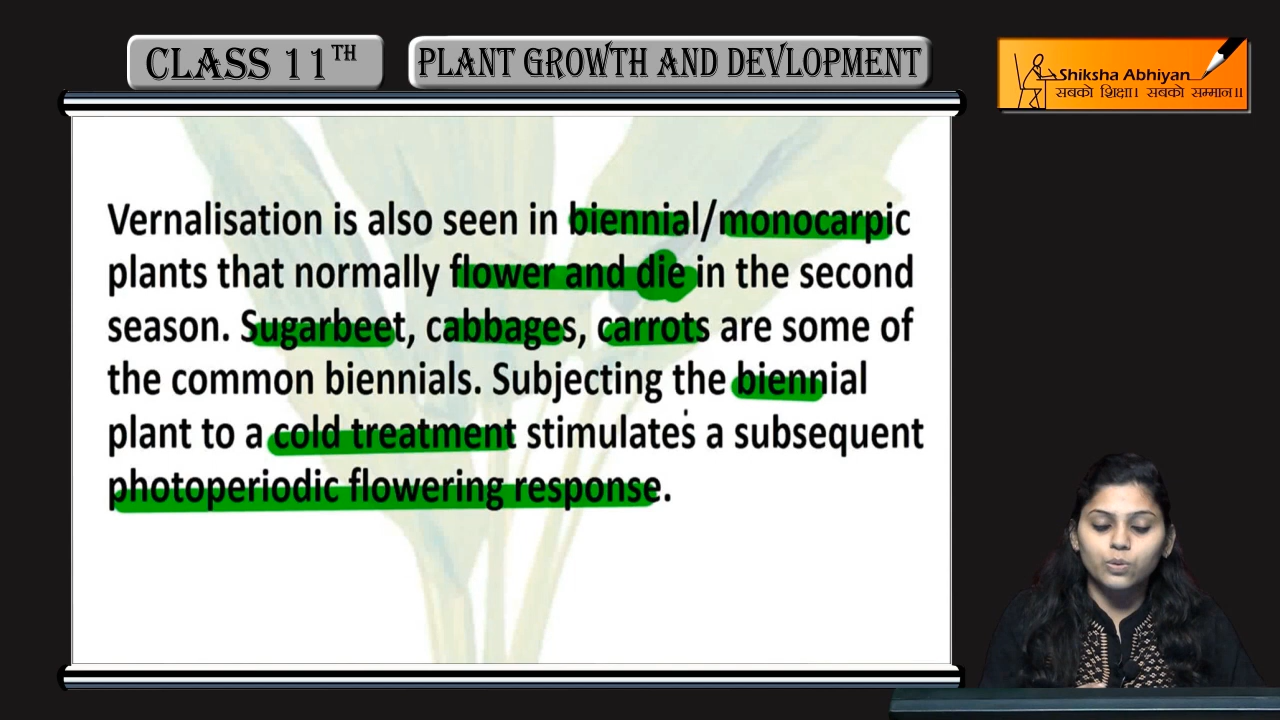 CLASS 11TH
PLANT GROWTH AND DEVLOPMENT
Shiksha Abhiyan
सबको शिक्षा। सबको सम्मान॥
Vernalisation is also seen in biennial/monocarpic
plants that normally flower and die in the second
season. Sugarbeet, cabbages, carrots are some of
the common biennials. Subjecting the biennial
plant to a cold treatment stimulates a subsequent
photoperiodic flowering response.